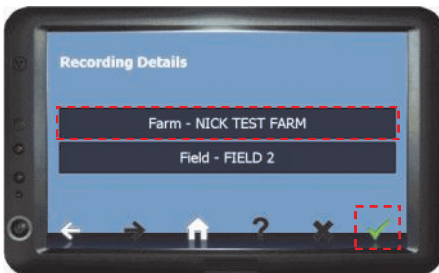 Recording Details
Farm - NICK TEST FARM
Field - FIELD 2
?